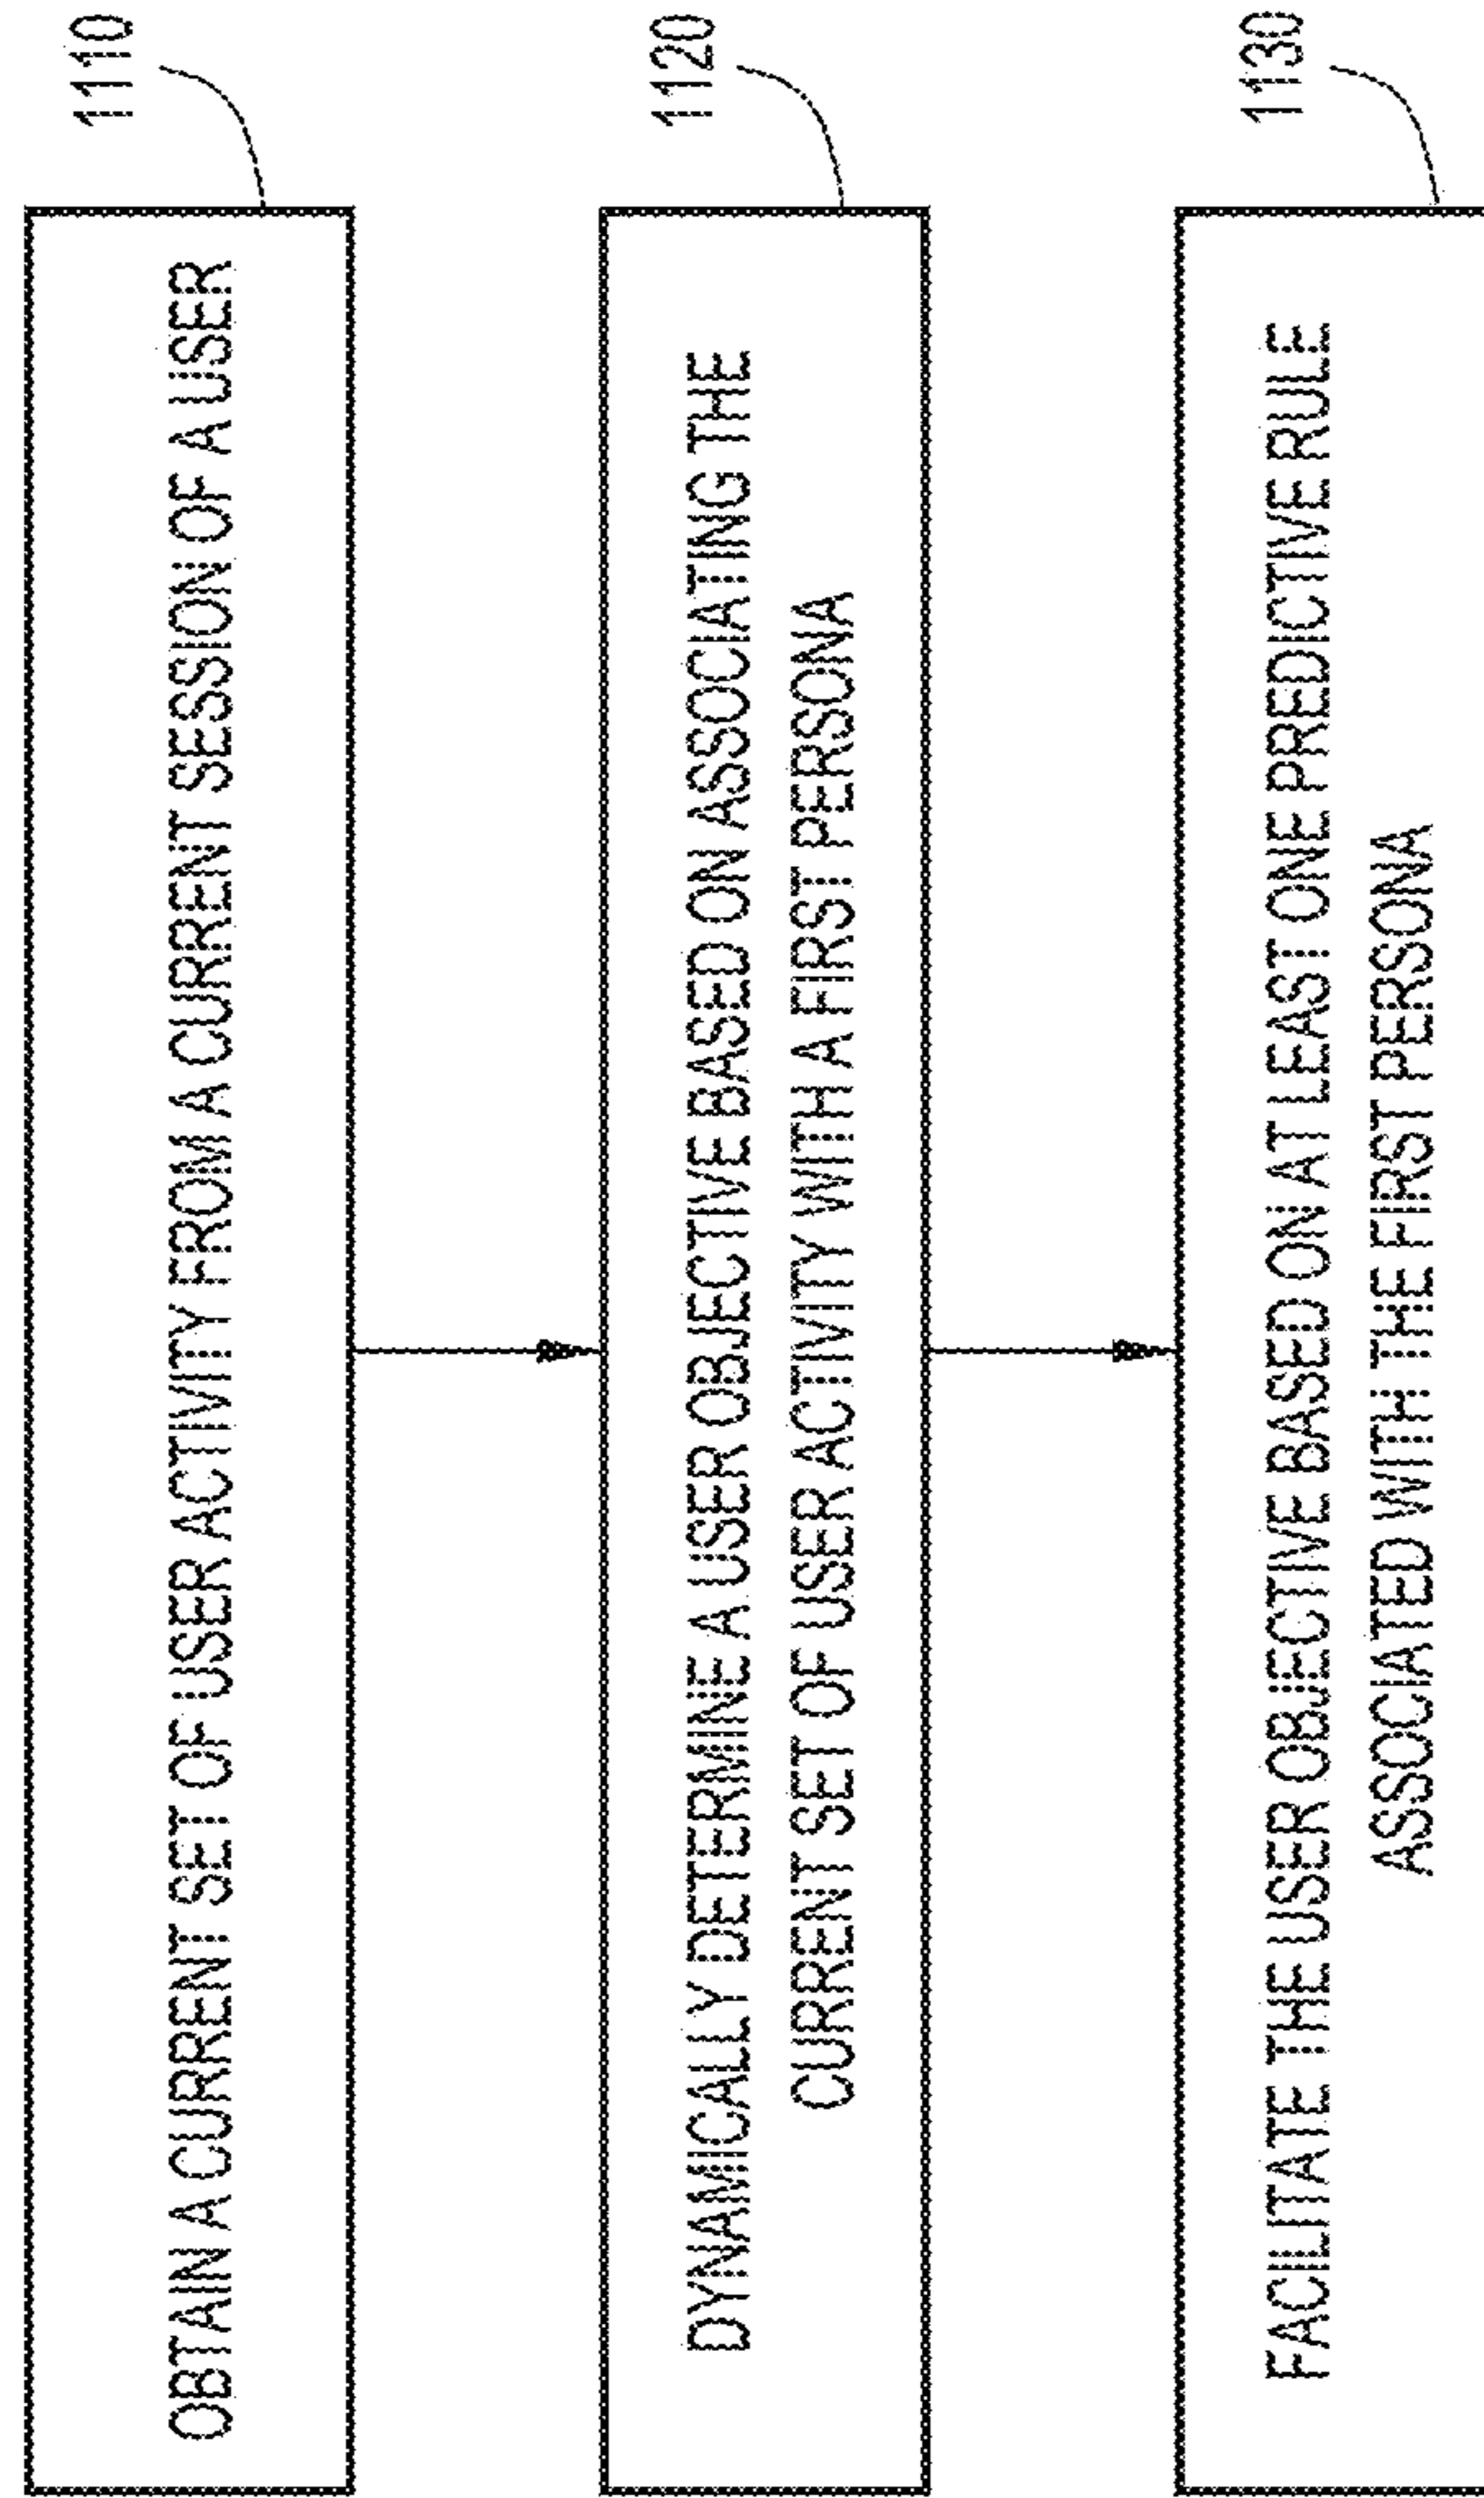 OBTAIN A CURRENT SET OF USER ACTIVITY FROM A CURRENT SESSION OF A USER
1110
DYNAMICALLY DETERMINE A USER OBJECTIVE BASED ON ASSOCIATING THE
CURRENT SET OF USER ACTIVITY WITH A FIRST PERSONA
1120
FACILITATE THE USER OBJECTIVE BASED ON AT LEAST ONE PREDICTIVE RULE
ASSOCIATED WITH THE FIRST PERSONA
1130